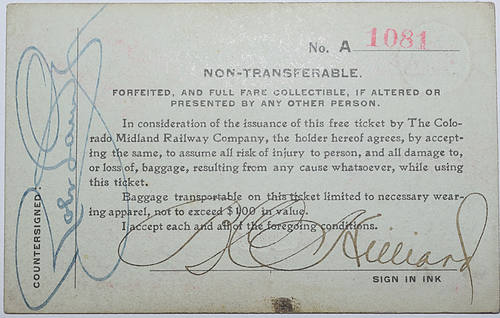 No. A 1081
NON-TRANSFERABLE.
FORFEITED, AND FULL FARE COLLECTIBLE, IF ALTERED OR
PRESENTED BY ANY OTHER PERSON.
In consideration of the issuance of this free ticket by The Colo-
rado Midland Railway Company, the holder hereof agrees, by accept-
ing the same, to assume all risk of injury to person, and all damage to,
or loss of, baggage, resulting from any cause whatsoever, while using
this ticket.
Baggage transportable on this ticket limited to necessary wear-
ing apparel, not to exceed $100 in value.
I accept each and all of the foregoing conditions.
Hilliard
SIGN IN INK
COUNTERSIGNED: